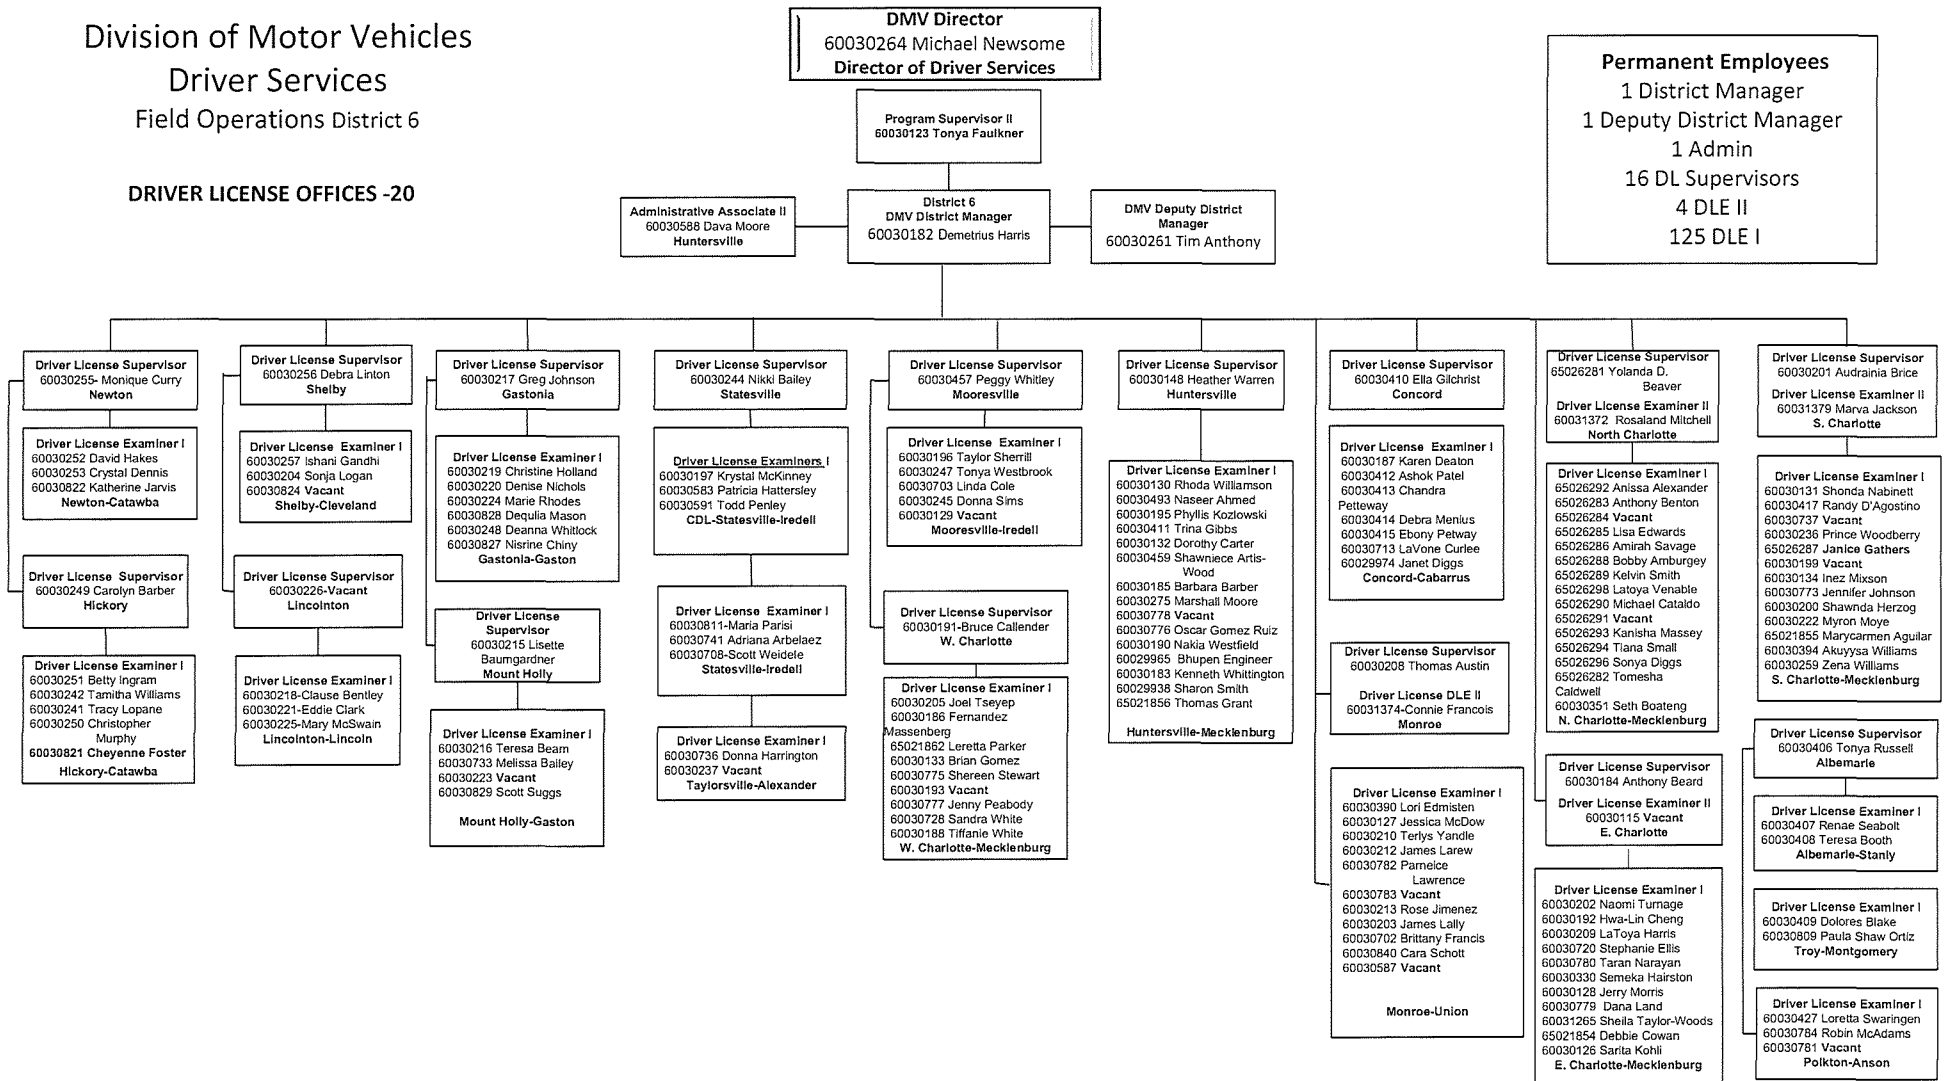 Division of Motor Vehicles
Driver Services
Field Operations District 6
DRIVER LICENSE OFFICES -20
DMV Director
60030264 Michael Newsome
Director of Driver Services
Program Supervisor II
60030123 Tonya Faulkner
Administrative Associate II
60030588 Dava Moore
Huntersville
District 6
DMV District Manager
60030182 Demetrius Harris
DMV Deputy District
Manager
60030261 Tim Anthony
Permanent Employees
1 District Manager
1 Deputy District Manager
1 Admin
16 DL Supervisors
4 DLE II
125 DLE I
Driver License Supervisor
60030255- Monique Curry
Newton
Driver License Examiner I
60030252 David Hakes
60030253 Crystal Dennis
60030822 Katherine Jarvis
Newton-Catawba
Driver License Supervisor
60030249 Carolyn Barber
Hickory
Driver License Examiner I
60030251 Betty Ingram
60030242 Tamitha Williams
60030241 Tracy Lopane
60030250 Christopher
Murphy
60030821 Cheyenne Foster
Hickory-Catawba
Driver License Supervisor
60030256 Debra Linton
Shelby
Driver License Examiner I
60030257 Ishani Gandhi
60030204 Sonja Logan
60030824 Vacant
Shelby-Cleveland
Driver License Supervisor
60030226-Vacant
Lincolnton
Driver License Examiner I
60030218-Clause Bentley
60030221-Eddie Clark
60030225-Mary McSwain
Lincolnton-Lincoln
Driver License Supervisor
60030217 Greg Johnson
Gastonia
Driver License Examiner I
60030219 Christine Holland
60030220 Denise Nichols
60030224 Marie Rhodes
60030828 Dequlia Mason
60030248 Deanna Whitlock
60030827 Nisrine Chiny
Gastonia-Gaston
Driver License
Supervisor
60030215 Lisette
Baumgardner
Mount Holly
Driver License Examiner I
60030216 Teresa Beam
60030733 Melissa Bailey
60030223 Vacant
60030829 Scott Suggs
Mount Holly-Gaston
Driver License Supervisor
60030244 Nikki Bailey
Statesville
Driver License Examiners I
60030197 Krystal McKinney
60030583 Patricia Hattersley
60030591 Todd Penley
CDL-Statesville-Iredell
Driver License Examiner I
60030811-Maria Parisi
60030741 Adriana Arbelaez
60030708-Scott Weidele
Statesville-Iredell
Driver License Examiner I
60030736 Donna Harrington
60030237 Vacant
Taylorsville-Alexander
Driver License Supervisor
60030457 Peggy Whitley
Mooresville
Driver License Examiner I
60030196 Taylor Sherrill
60030247 Tonya Westbrook
60030703 Linda Cole
60030245 Donna Sims
60030129 Vacant
Mooresville-Iredell
Driver License Supervisor
60030191-Bruce Callender
W. Charlotte
Driver License Examiner I
60030205 Joel Tseyep
60030186 Fernandez
Massenberg
65021862 Leretta Parker
60030133 Brian Gomez
60030775 Shereen Stewart
60030193 Vacant
60030777 Jenny Peabody
60030728 Sandra White
60030188 Tiffanie White
W. Charlotte-Mecklenburg
Driver License Supervisor
60030148 Heather Warren
Huntersville
Driver License Examiner I
60030130 Rhoda Williamson
60030493 Naseer Ahmed
60030195 Phyllis Kozlowski
60030411 Trina Gibbs
60030132 Dorothy Carter
60030459 Shawniece Artis-
Wood
60030185 Barbara Barber
60030275 Marshall Moore
60030778 Vacant
60030776 Oscar Gomez Ruiz
60030190 Nakia Westfield
60029965 Bhupen Engineer
60030183 Kenneth Whittington
60029938 Sharon Smith
65021856 Thomas Grant
Huntersville-Mecklenburg
Driver License Supervisor
60030410 Ella Gilchrist
Concord
Driver License Examiner I
60030187 Karen Deaton
60030412 Ashok Patel
60030413 Chandra
Petteway
60030414 Debra Menius
60030415 Ebony Petway
60030713 LaVone Curlee
60029974 Janet Diggs
Concord-Cabarrus
Driver License Supervisor
60030208 Thomas Austin
Driver License DLE II
60031374-Connie Francois
Monroe
Driver License Examiner I
60030390 Lori Edmisten
60030127 Jessica McDow
60030210 Terlys Yandle
60030212 James Larew
60030782 Parneice
Lawrence
60030783 Vacant
60030213 Rose Jimenez
60030203 James Lally
60030702 Brittany Francis
60030840 Cara Schott
60030587 Vacant
Monroe-Union
Driver License Supervisor
65026281 Yolanda D.
Beaver
Driver License Examiner II
60031372 Rosaland Mitchell
North Charlotte
Driver License Examiner I
65026292 Anissa Alexander
65026283 Anthony Benton
65026284 Vacant
65026285 Lisa Edwards
65026286 Amirah Savage
65026288 Bobby Amburgey
65026289 Kelvin Smith
65026298 Latoya Venable
65026290 Michael Cataldo
65026291 Vacant
65026293 Kanisha Massey
65026294 Tiana Small
65026296 Sonya Diggs
65026282 Tomesha
Caldwell
60030351 Seth Boateng
N. Charlotte-Mecklenburg
Driver License Supervisor
60030184 Anthony Beard
Driver License Examiner II
60030115 Vacant
E. Charlotte
Driver License Examiner I
60030202 Naomi Turnage
60030192 Hwa-Lin Cheng
60030209 LaToya Harris
60030720 Stephanie Ellis
60030780 Taran Narayan
60030330 Semeka Hairston
60030128 Jerry Morris
60030779 Dana Land
60031265 Sheila Taylor-Woods
65021854 Debbie Cowan
60030126 Sarita Kohli
E. Charlotte-Mecklenburg
Driver License Supervisor
60030201 Audrainia Brice
Driver License Examiner II
60031379 Marva Jackson
S. Charlotte
Driver License Examiner I
60030131 Shonda Nabinett
60030417 Randy D'Agostino
60030737 Vacant
60030236 Prince Woodberry
65026287 Janice Gathers
60030199 Vacant
60030134 Inez Mixson
60030773 Jennifer Johnson
60030200 Shawnda Herzog
60030222 Myron Moye
65021855 Marycarmen Aguilar
60030394 Akuyysa Williams
60030259 Zena Williams
S. Charlotte-Mecklenburg
Driver License Supervisor
60030406 Tonya Russell
Albemarle
Driver License Examiner I
60030407 Renae Seabolt
60030408 Teresa Booth
Albemarle-Stanly
Driver License Examiner I
60030409 Dolores Blake
60030809 Paula Shaw Ortiz
Troy-Montgomery
Driver License Examiner I
60030427 Loretta Swaringen
60030784 Robin McAdams
60030781 Vacant
Polkton-Anson